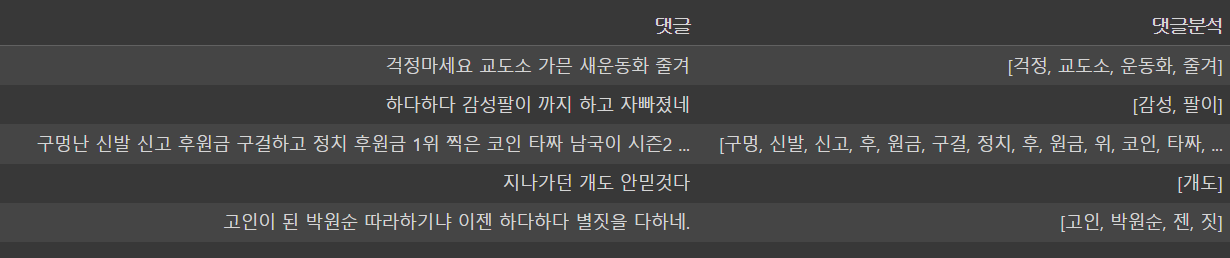 댓글 댓글분석
걱정마세요 교도소 가믄 새운동화 줄겨 [걱정, 교도소, 운동화, 줄겨]
하다하다 감성팔이 까지 하고 자빠졌네 [감성, 팔이]
구멍난 신발 신고 후원금 구걸하고 정치 후원금 1위 찍은 코인 타짜 남국이 시즌2 ... [구멍, 신발, 신고, 후, 원금, 구걸, 정치, 후, 원금, 위, 코인, 타짜, ...
지나가던 개도 안믿것다 [개도]
고인이 된 박원순 따라하기냐 이젠 하다하다 별짓을 다하네. [고인, 박원순, 젠, 짓]